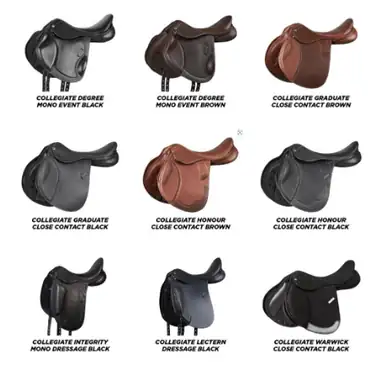 COLLEGIATE DEGREE
MONO EVENT BLACK
COLLEGIATE DEGREE
MONO EVENT BROWN
COLLEGIATE GRADUATE
CLOSE CONTACT BROWN
COLLEGIATE GRADUATE
CLOSE CONTACT BLACK
COLLEGIATE HONOUR
CLOSE CONTACT BROWN
COLLEGIATE HONOUR
CLOSE CONTACT BLACK
COLLEGIATE INTEGRITY
MONO DRESSAGE BLACK
COLLEGIATE LECTERN
DRESSAGE BLACK
COLLEGIATE WARWICK
CLOSE CONTACT BLACK